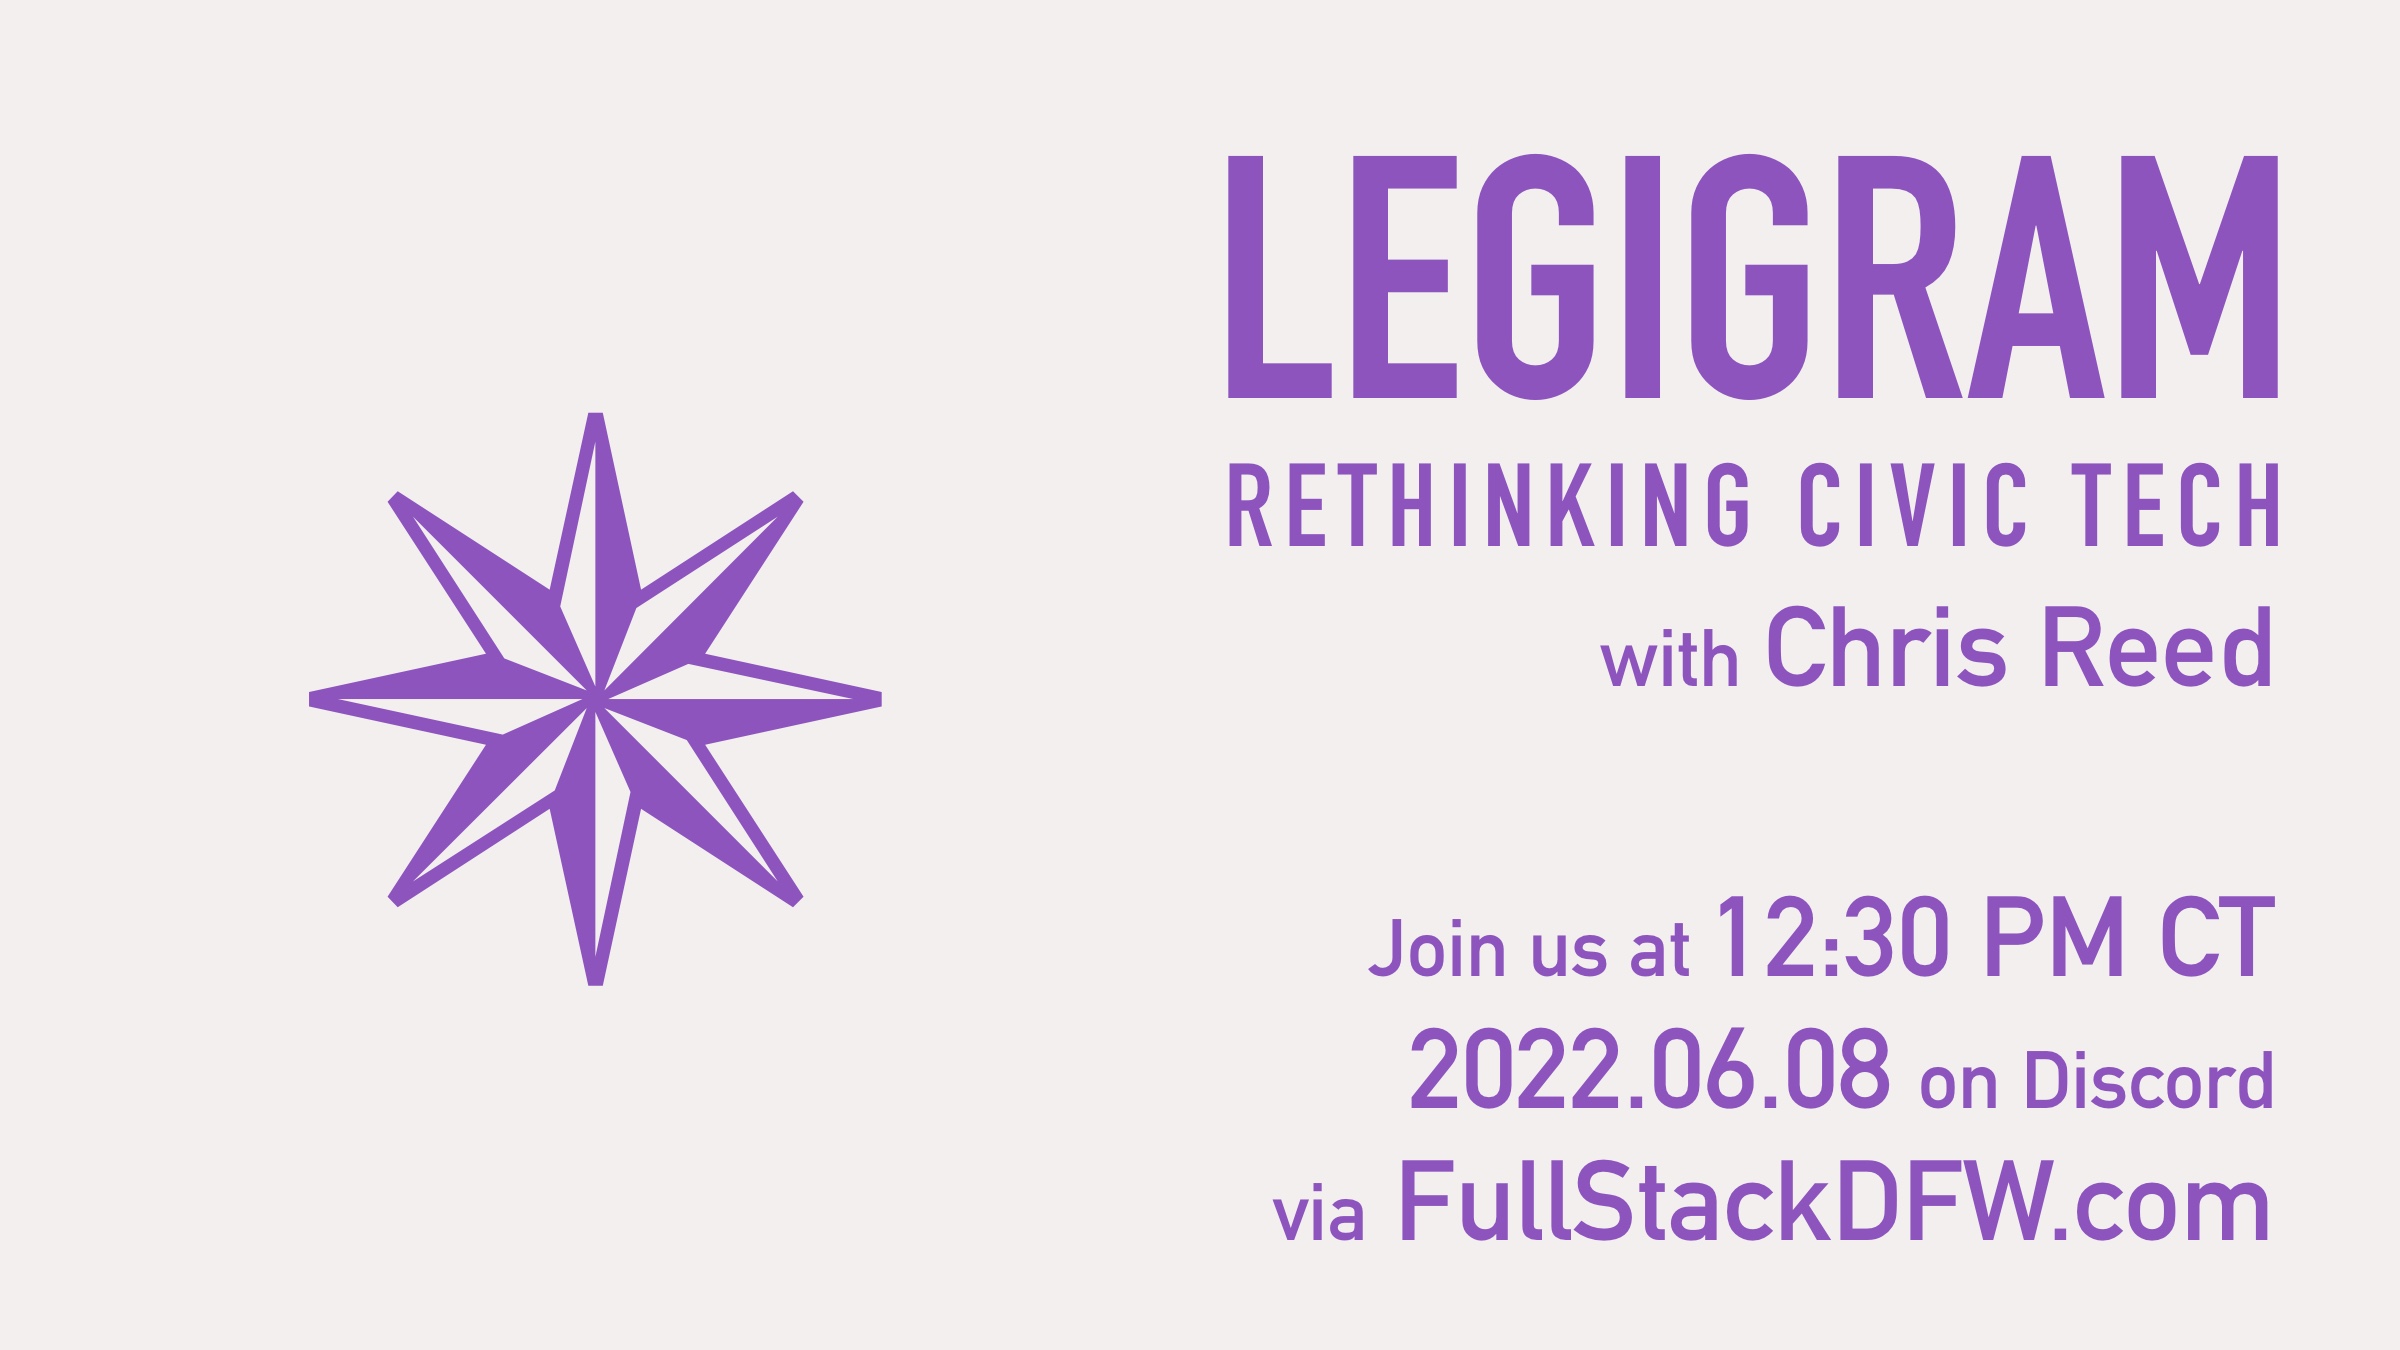 LEGIGRAM
RETHINKING CIVIC TECH
with Chris Reed
Join us at 12:30 PM CT
2022.06.08 on Discord
via FullStackDFW.com